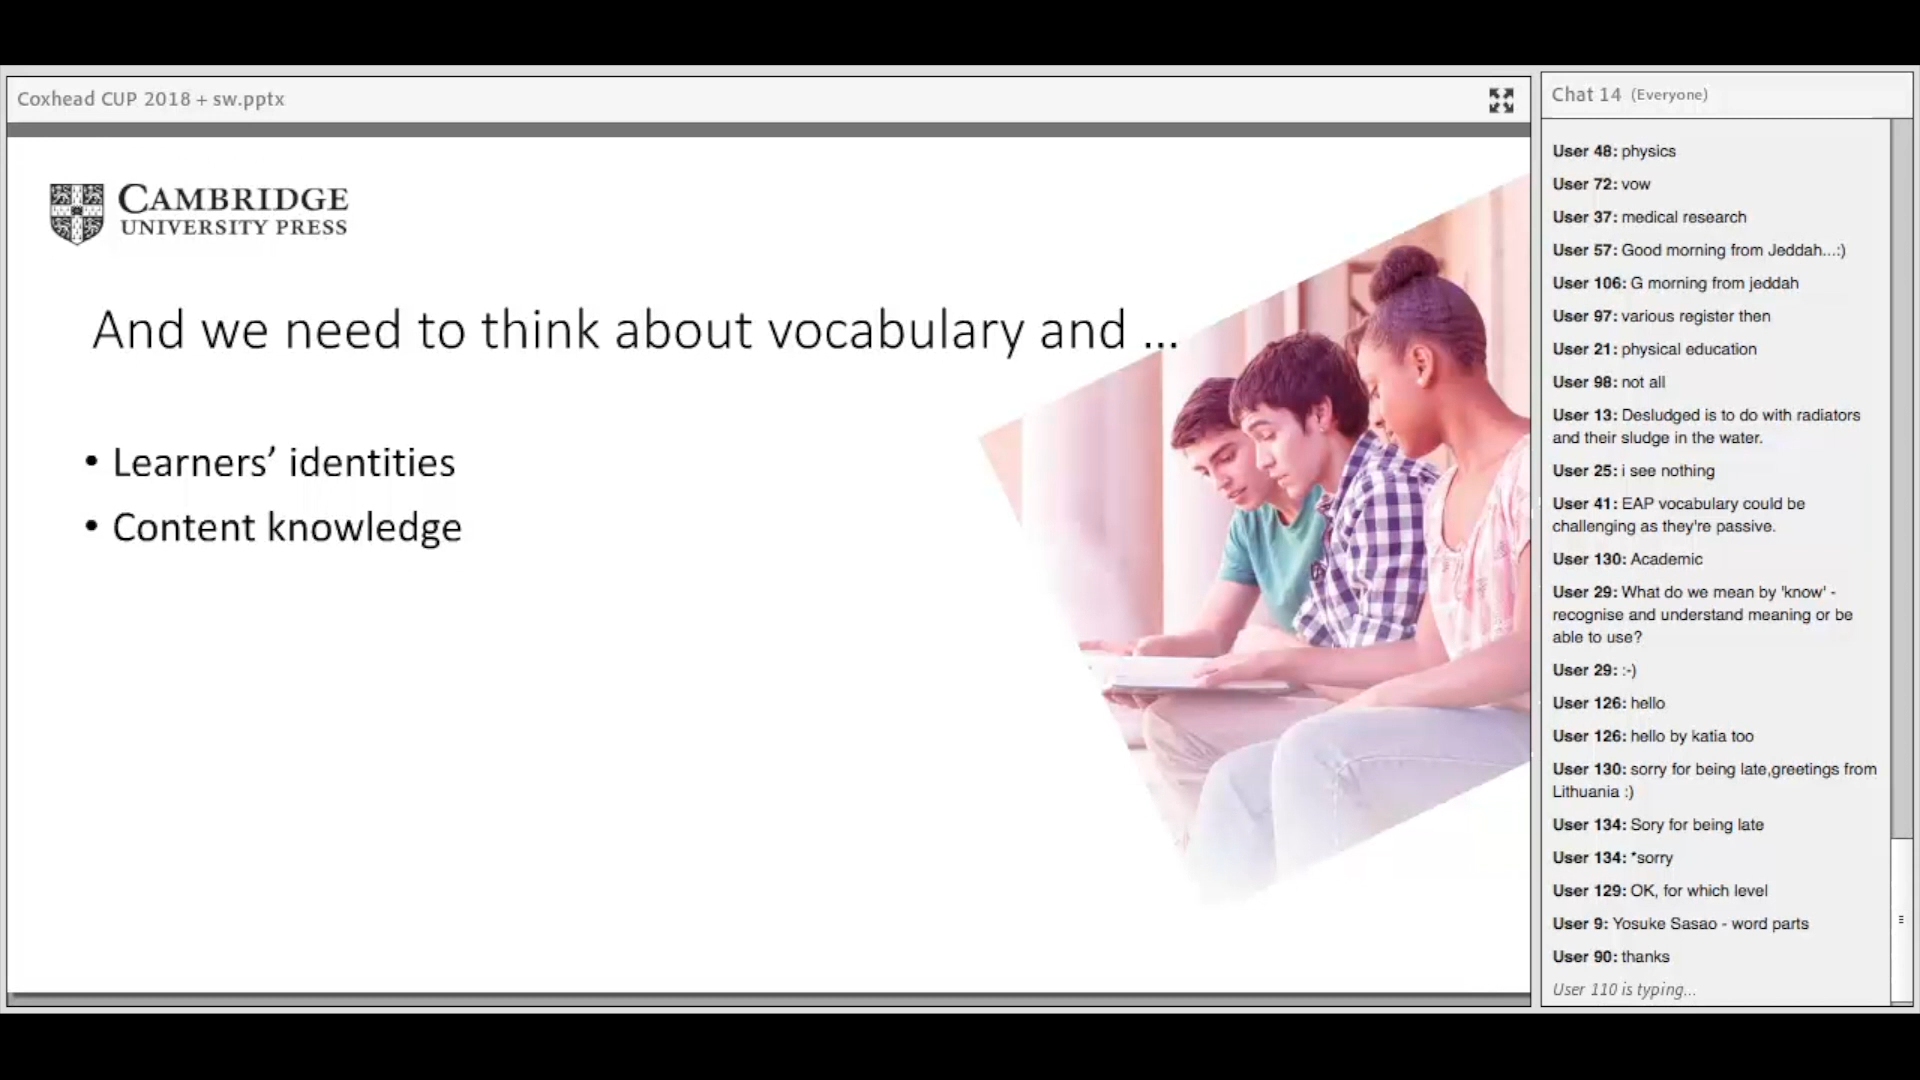 Coxhead CUP 2018 + sw.pptx
CAMBRIDGE
UNIVERSITY PRESS
And we need to think about vocabulary and ...
• Learners’ identities
• Content knowledge
Chat 14 (Everyone)
User 48: physics
User 72: vow
User 37: medical research
User 57: Good morning from Jeddah...:)
User 106: G morning from jeddah
User 97: various register then
User 21: physical education
User 98: not all
User 13: Desludged is to do with radiators
and their sludge in the water.
User 25: i see nothing
User 41: EAP vocabulary could be
challenging as they're passive.
User 130: Academic
User 29: What do we mean by 'know' -
recognise and understand meaning or be
able to use?
User 29: :-)
User 126: hello
User 126: hello by katia too
User 130: sorry for being late,greetings from
Lithuania :)
User 134: Sory for being late
User 134: *sorry
User 129: OK, for which level
User 9: Yosuke Sasao - word parts
User 90: thanks
User 110 is typing...